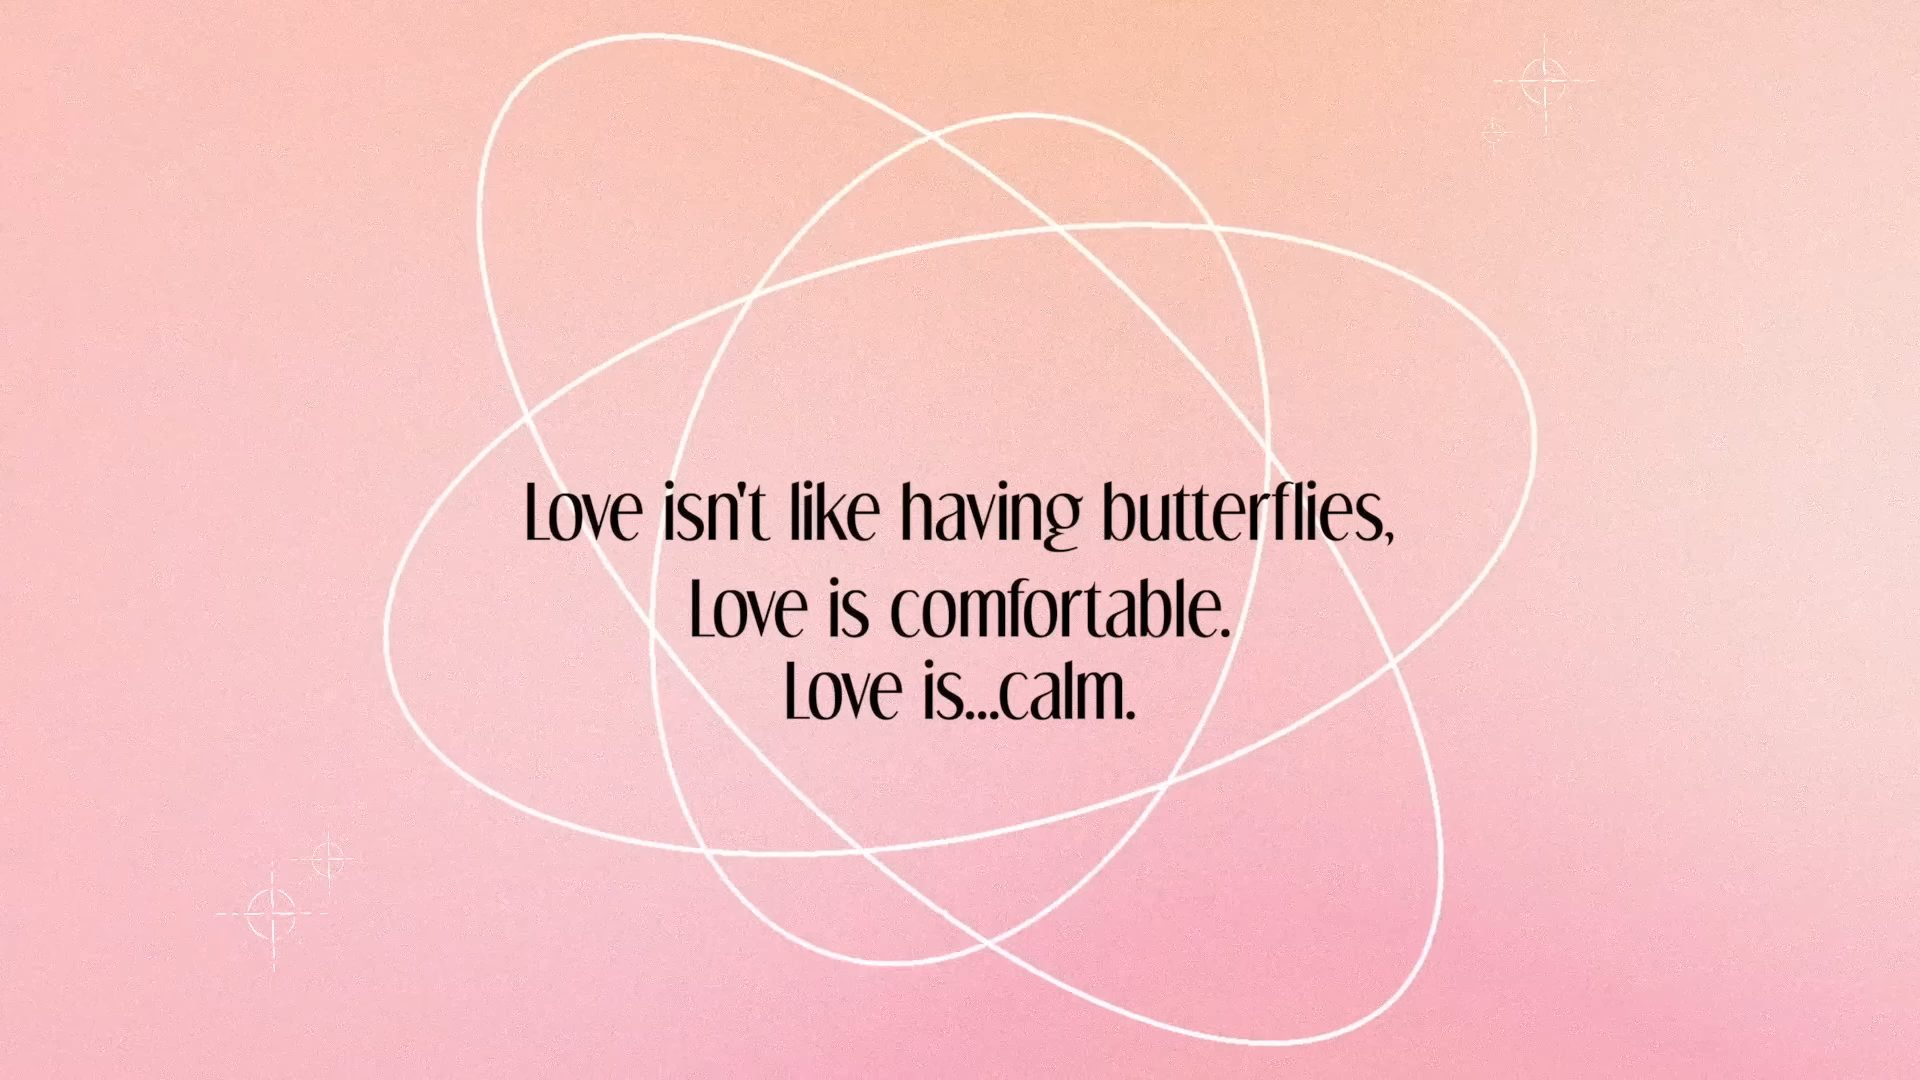 Love isn't like having butterflies,
Love is comfortable.
Love is...calm.